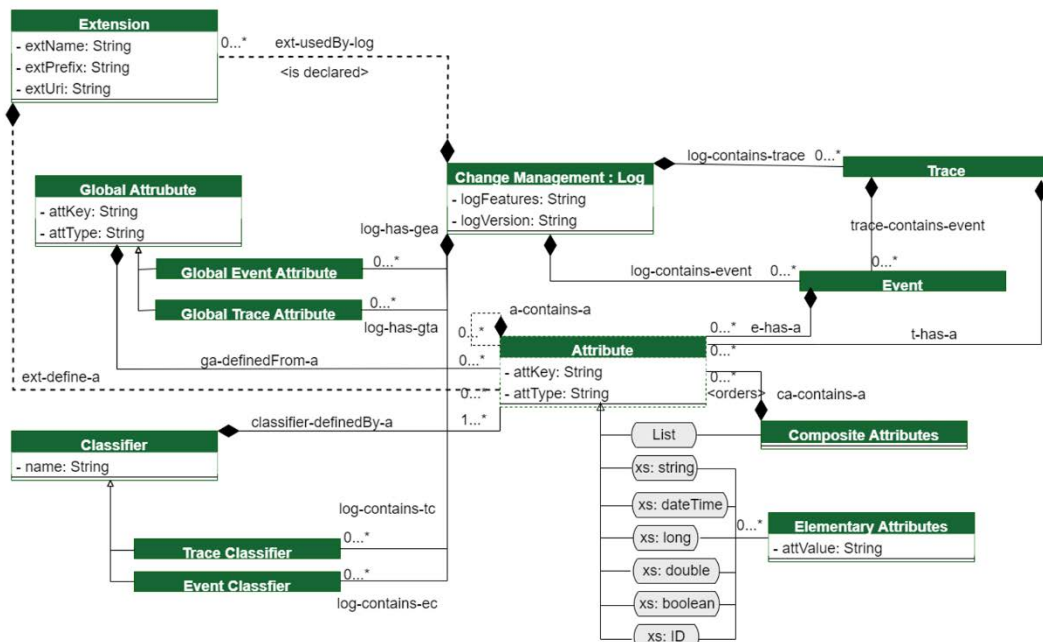 Extension
- extName: String
- extPrefix: String
- extUri: String
0...*
ext-usedBy-log
<is declared>
Change Management : Log
- logFeatures: String
- logVersion: String
log-contains-trace
0...*
Trace
trace-contains-event
0...*
Event
log-contains-event
0...*
Global Attrubute
- attKey: String
- attType: String
log-has-gea
Global Event Attribute
0...*
Global Trace Attribute
0...*
log-has-gta
a-contains-a
0...*
0...*
e-has-a
t-has-a
Attribute
- attKey: String
- attType: String
0...*
0...*
<orders>
ca-contains-a
ga-definedFrom-a
0...*
ext-define-a
0...*
Classifier
- name: String
classifier-definedBy-a
1...*
List
Composite Attributes
xs: string
xs: dateTime
xs: long
xs: double
xs: boolean
xs: ID
0...*
Elementary Attributes
- attValue: String
log-contains-tc
Trace Classifier
0...*
Event Classfier
0...*
log-contains-ec